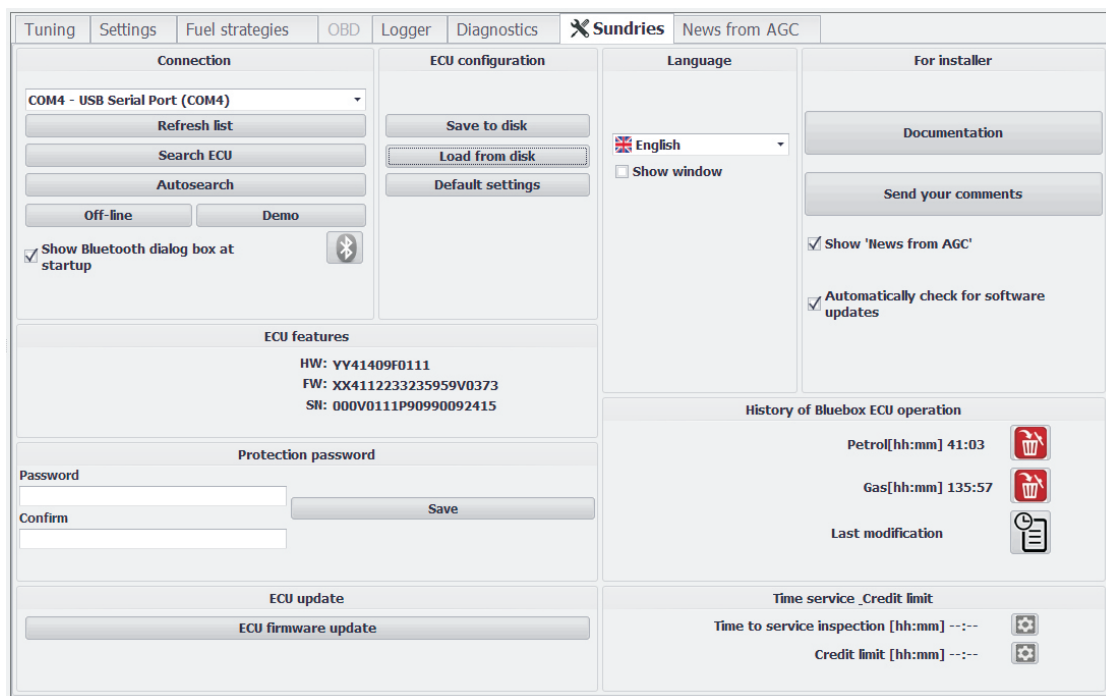 Tuning
Settings
Fuel strategies
OBD
Logger
Diagnostics
Sundries
News from AGC
Connection
COM4 - USB Serial Port (COM4)
Refresh list
Search ECU
Autosearch
Off-line
Demo
Show Bluetooth dialog box at
startup
ECU configuration
Save to disk
Load from disk
Default settings
Language
English
Show window
For installer
Documentation
Send your comments
Show 'News from AGC'
Automatically check for software
updates
ECU features
HW: YY41409F0111
FW: XX4112233235959V0373
SN: 000V0111P90990092415
Protection password
Password
Confirm
Save
History of Bluebox ECU operation
Petrol[hh:mm] 41:03
Gas[hh:mm] 135:57
Last modification
ECU update
ECU firmware update
Time service_Credit limit
Time to service inspection [hh:mm] --:--
Credit limit [hh:mm] --:--